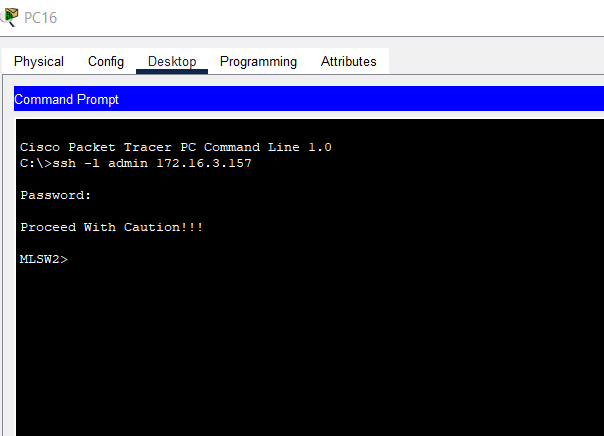 PC16
Physical Config Desktop Programming Attributes
Command Prompt
Cisco Packet Tracer PC Command Line 1.0
C:\>ssh -l admin 172.16.3.157
Password:
Proceed With Caution!!!
MLSW2>